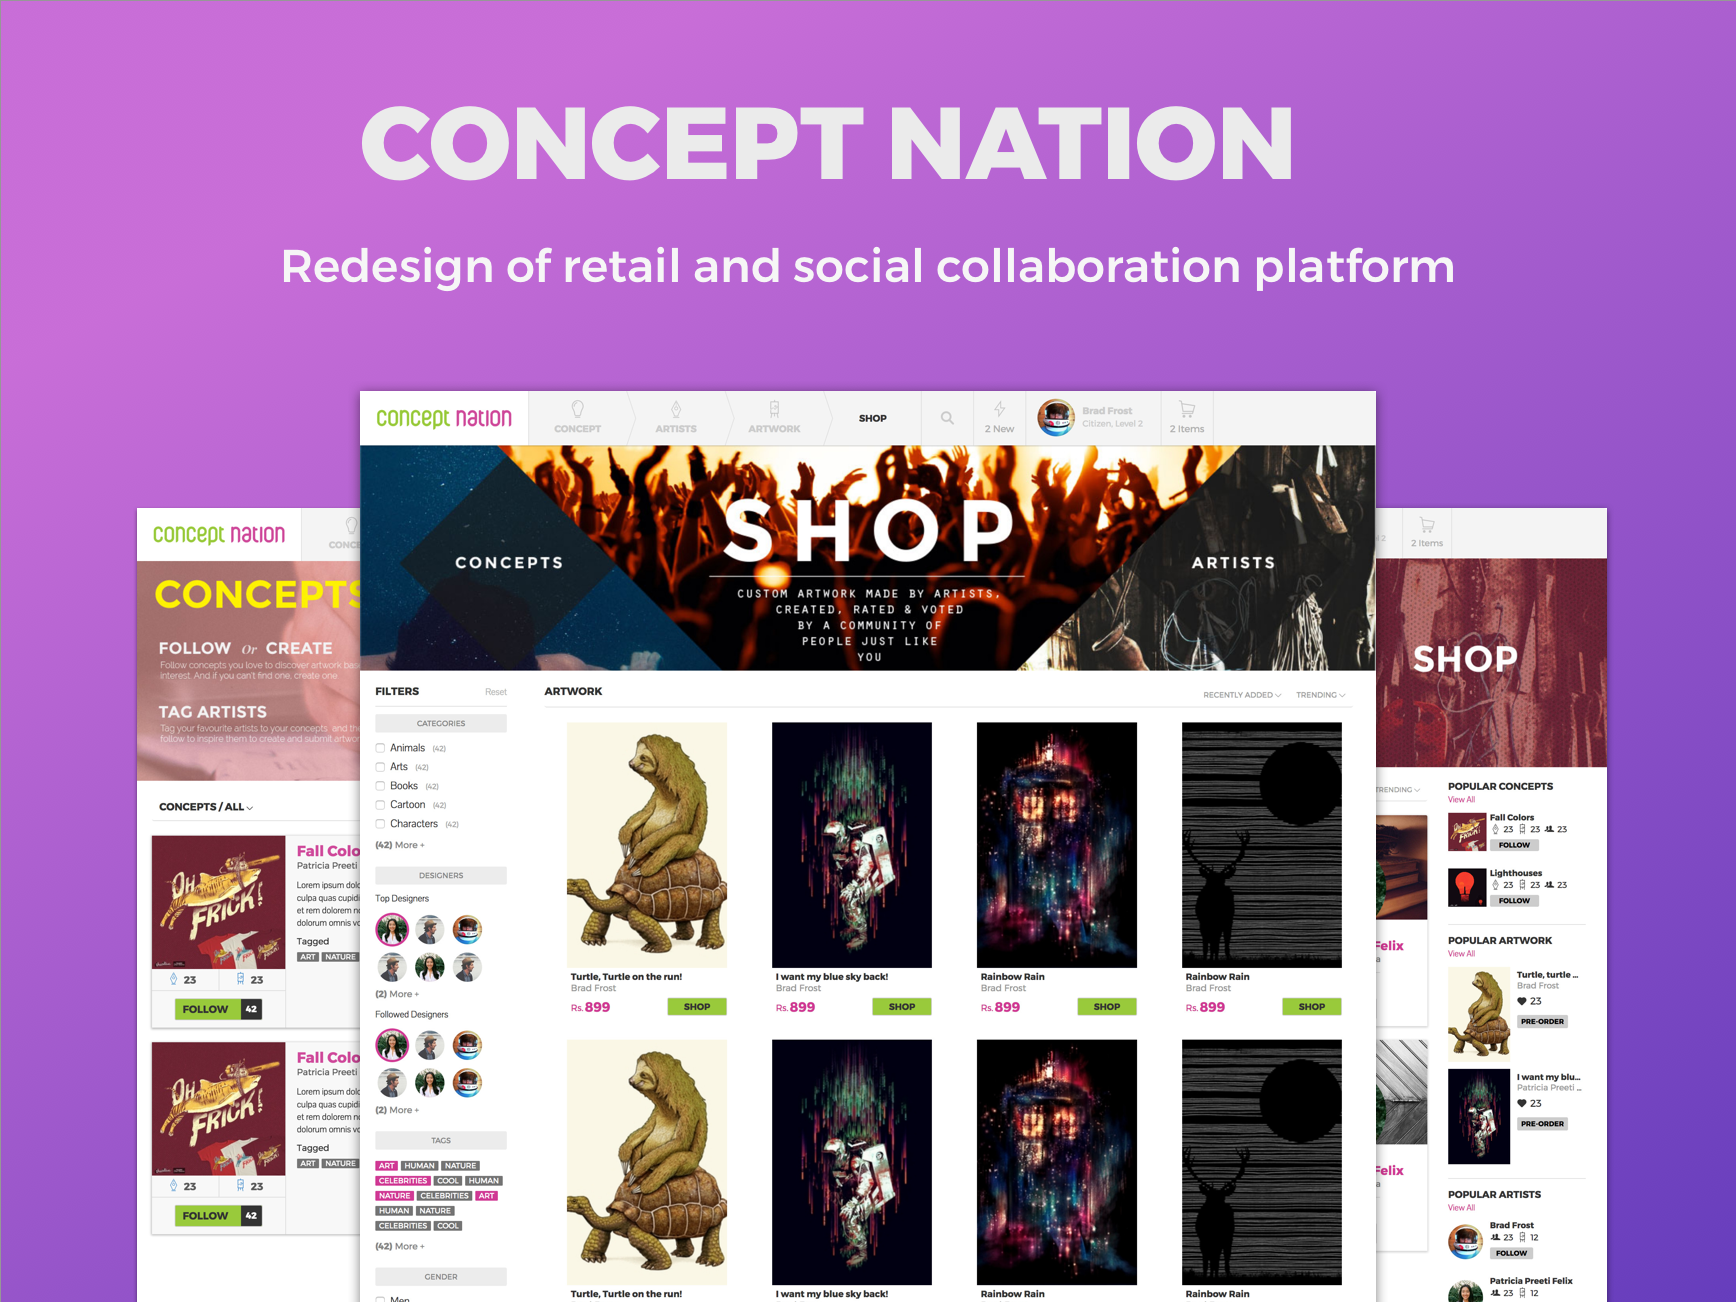 CONCEPT NATION
Redesign of retail and social collaboration platform
concept nation
CONCEPT
ARTISTS
ARTWORK
SHOP
2 New
Brad Frost
Citizen, Level 2
2 Items
CONCEPTS
SHOP
CUSTOM ARTWORK MADE BY ARTISTS,
CREATED, RATED & VOTED
BY A COMMUNITY OF
PEOPLE JUST LIKE
YOU
ARTISTS
FILTERS
Reset
CATEGORIES
Animals (42)
Arts (42)
Books (42)
Cartoon (42)
Characters (42)
(42) More +
DESIGNERS
Top Designers
(2) More +
Followed Designers
(2) More +
TAGS
ART HUMAN NATURE
CELEBRITIES COOL HUMAN
NATURE CELEBRITIES ART
HUMAN NATURE
CELEBRITIES COOL
(42) More +
GENDER
Men
ARTWORK
RECENTLY ADDED
TRENDING
Turtle, Turtle on the run!
Brad Frost
Rs. 899
SHOP
I want my blue sky back!
Brad Frost
Rs. 899
SHOP
Rainbow Rain
Brad Frost
Rs. 899
SHOP
Rainbow Rain
Brad Frost
Rs. 899
SHOP
Turtle, Turtle on the run!
I want my blue sky back!
Rainbow Rain
Rainbow Rain
concept nation
CONCE
CONCEPTS
FOLLOW Or CREATE
Follow concepts you love to discover artwork bas
interest. And if you can't find one, create one.
TAG ARTISTS
Tag your favourite artists to your concepts, and the
follow to inspire them to create and submit artwor
CONCEPTS / ALL
OH
FRICK!
Fall Colo
Patricia Preeti
Lorem ipsum dolo
culpa quas cupidi
et rem dolorem n
dolorum omnis vo
Tagged
ART NATURE
23
23
FOLLOW 42
OH
FRICK!
Fall Colo
Patricia Preeti
Lorem ipsum dolo
culpa quas cupidi
et rem dolorem n
dolorum omnis vo
Tagged
ART NATURE
23
23
FOLLOW 42
2
2 Items
SHOP
TRENDING
Felix
a
Felix
a
POPULAR CONCEPTS
View All
Fall Colors
23 23 23
FOLLOW
Lighthouses
23 23 23
FOLLOW
POPULAR ARTWORK
View All
Turtle, turtle ...
Brad Frost
23
PRE-ORDER
I want my blu...
Patricia Preeti ...
23
PRE-ORDER
POPULAR ARTISTS
View All
Brad Frost
23 12
FOLLOW
Patricia Preeti Felix
23 12